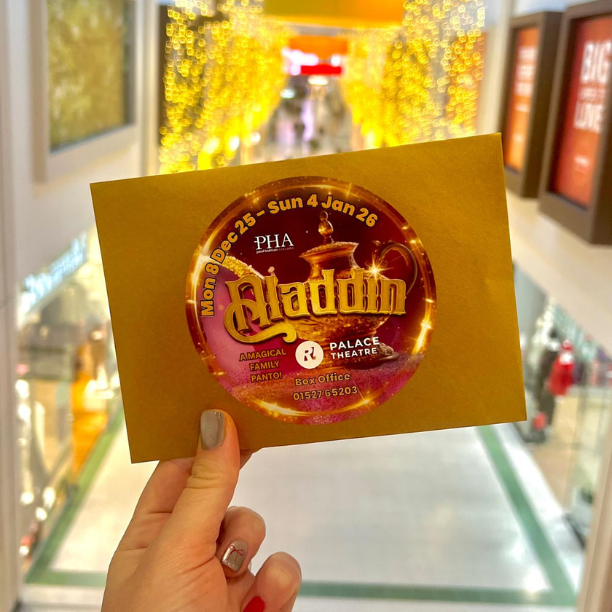 Mon 8 Dec 25 – Sun 4 Jan 26
PHA
Aladdin
A MAGICAL
FAMILY
PANTO!
R
PALACE
THEATRE
Box Office
01527 65203
BIG
LOVE